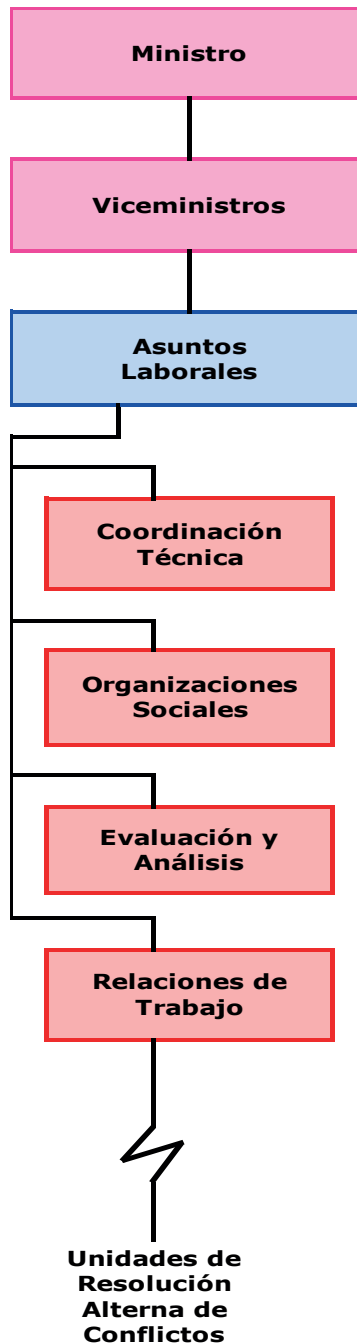 Ministro
Viceministros
Asuntos
Laborales
Coordinación
Técnica
Organizaciones
Sociales
Evaluación y
Análisis
Relaciones de
Trabajo
Unidades de
Resolución
Alterna de
Conflictos